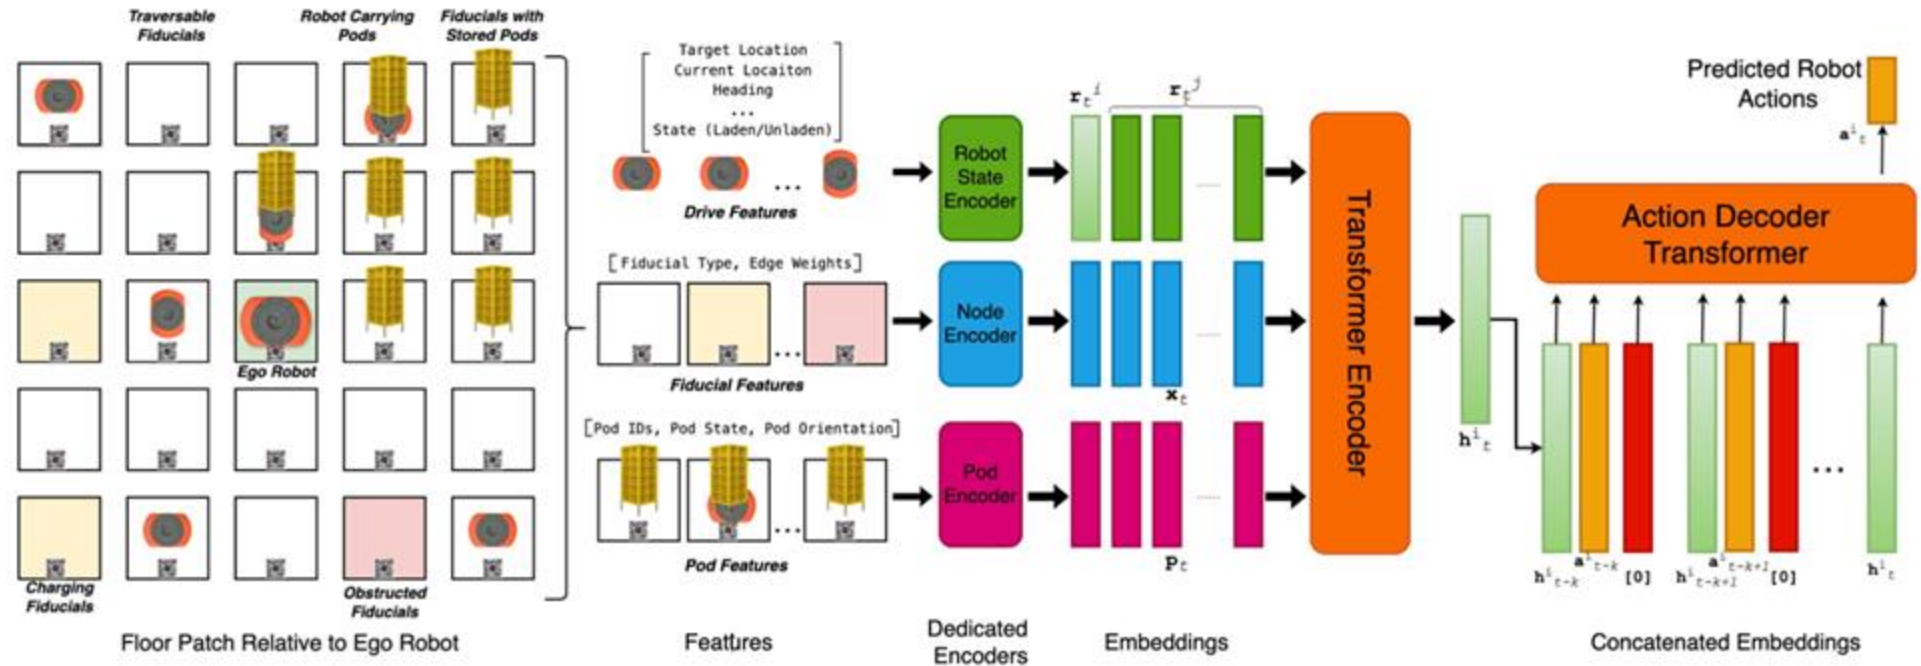 Traversable
Fiducials
Robot Carrying
Pods
Fiducials with
Stored Pods
Ego Robot
Charging
Fiducials
Obstructed
Fiducials
Floor Patch Relative to Ego Robot
Target Location
Current Locaiton
Heading
...
State (Laden/Unladen)
...
Drive Features
[Fiducial Type, Edge Weights]
...
Fiducial Features
[Pod IDs, Pod State, Pod Orientation]
...
Pod Features
Features
Robot
State
Encoder
Node
Encoder
Pod
Encoder
Dedicated
Encoders
r_t^i
r_t^j
x_t
p_t
Embeddings
Transformer Encoder
h^i_t
Predicted Robot
Actions
a^i_t
Action Decoder
Transformer
...
h^i_t-k
a^i_t-k
[0]
h^i_t-k+1
a^i_t-k+1
[0]
h^i_t
Concatenated Embeddings